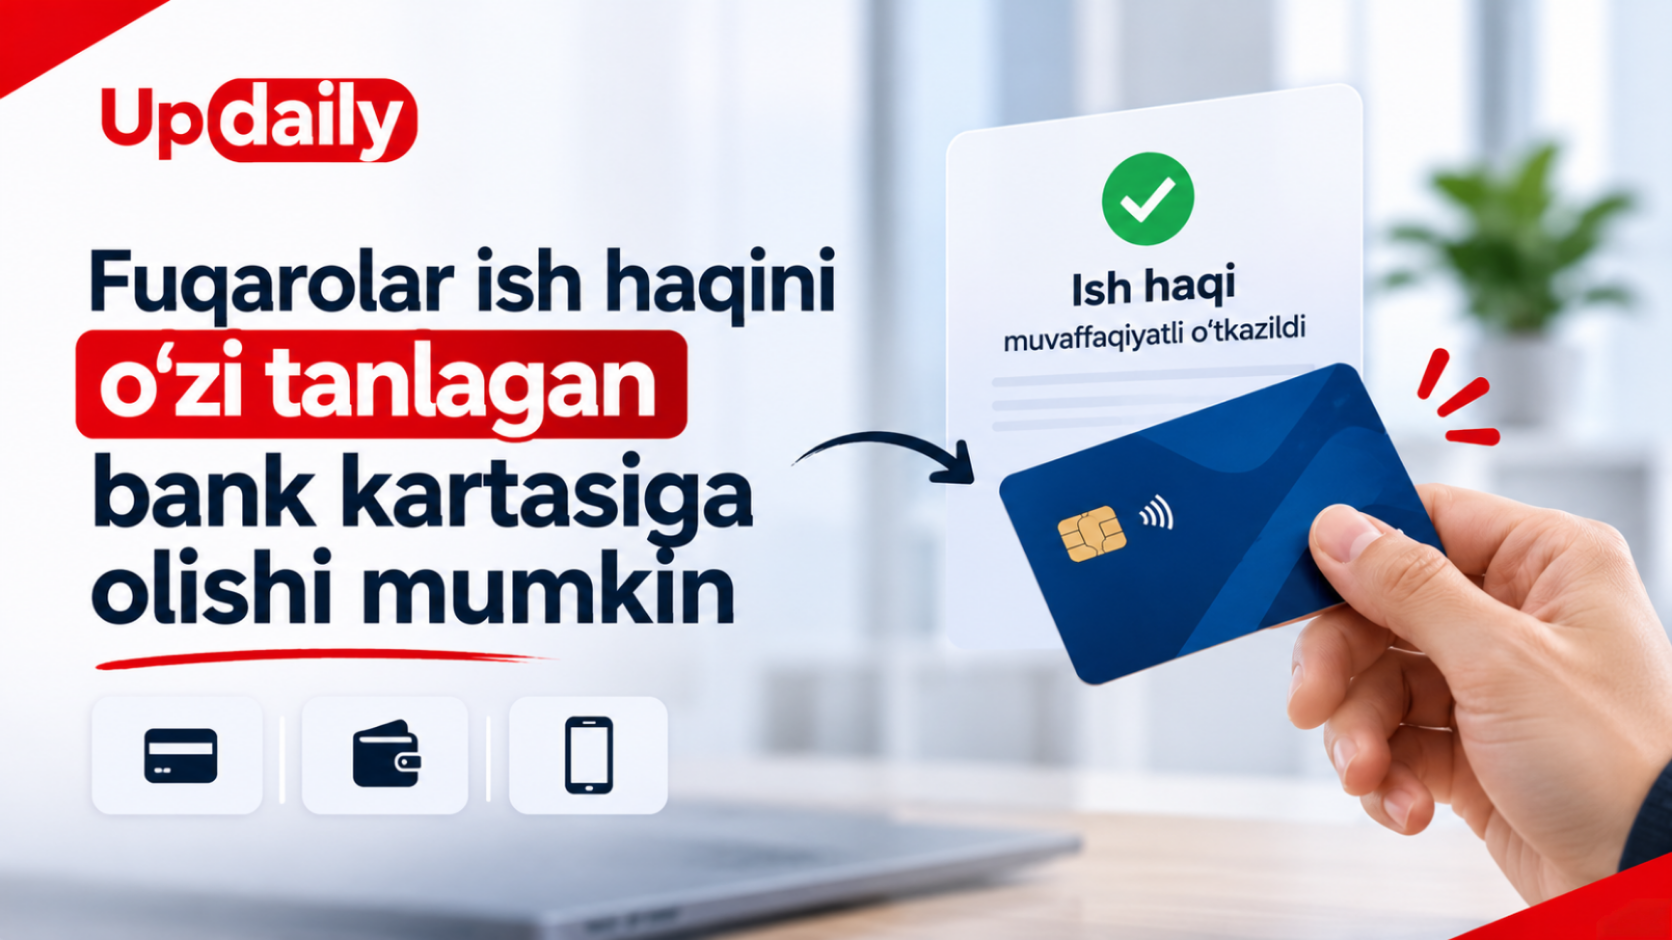 Updaily
Fuqarolar ish haqini
o‘zi tanlagan
bank kartasiga
olishi mumkin
Ish haqi
muvaffaqiyatli o‘tkazildi